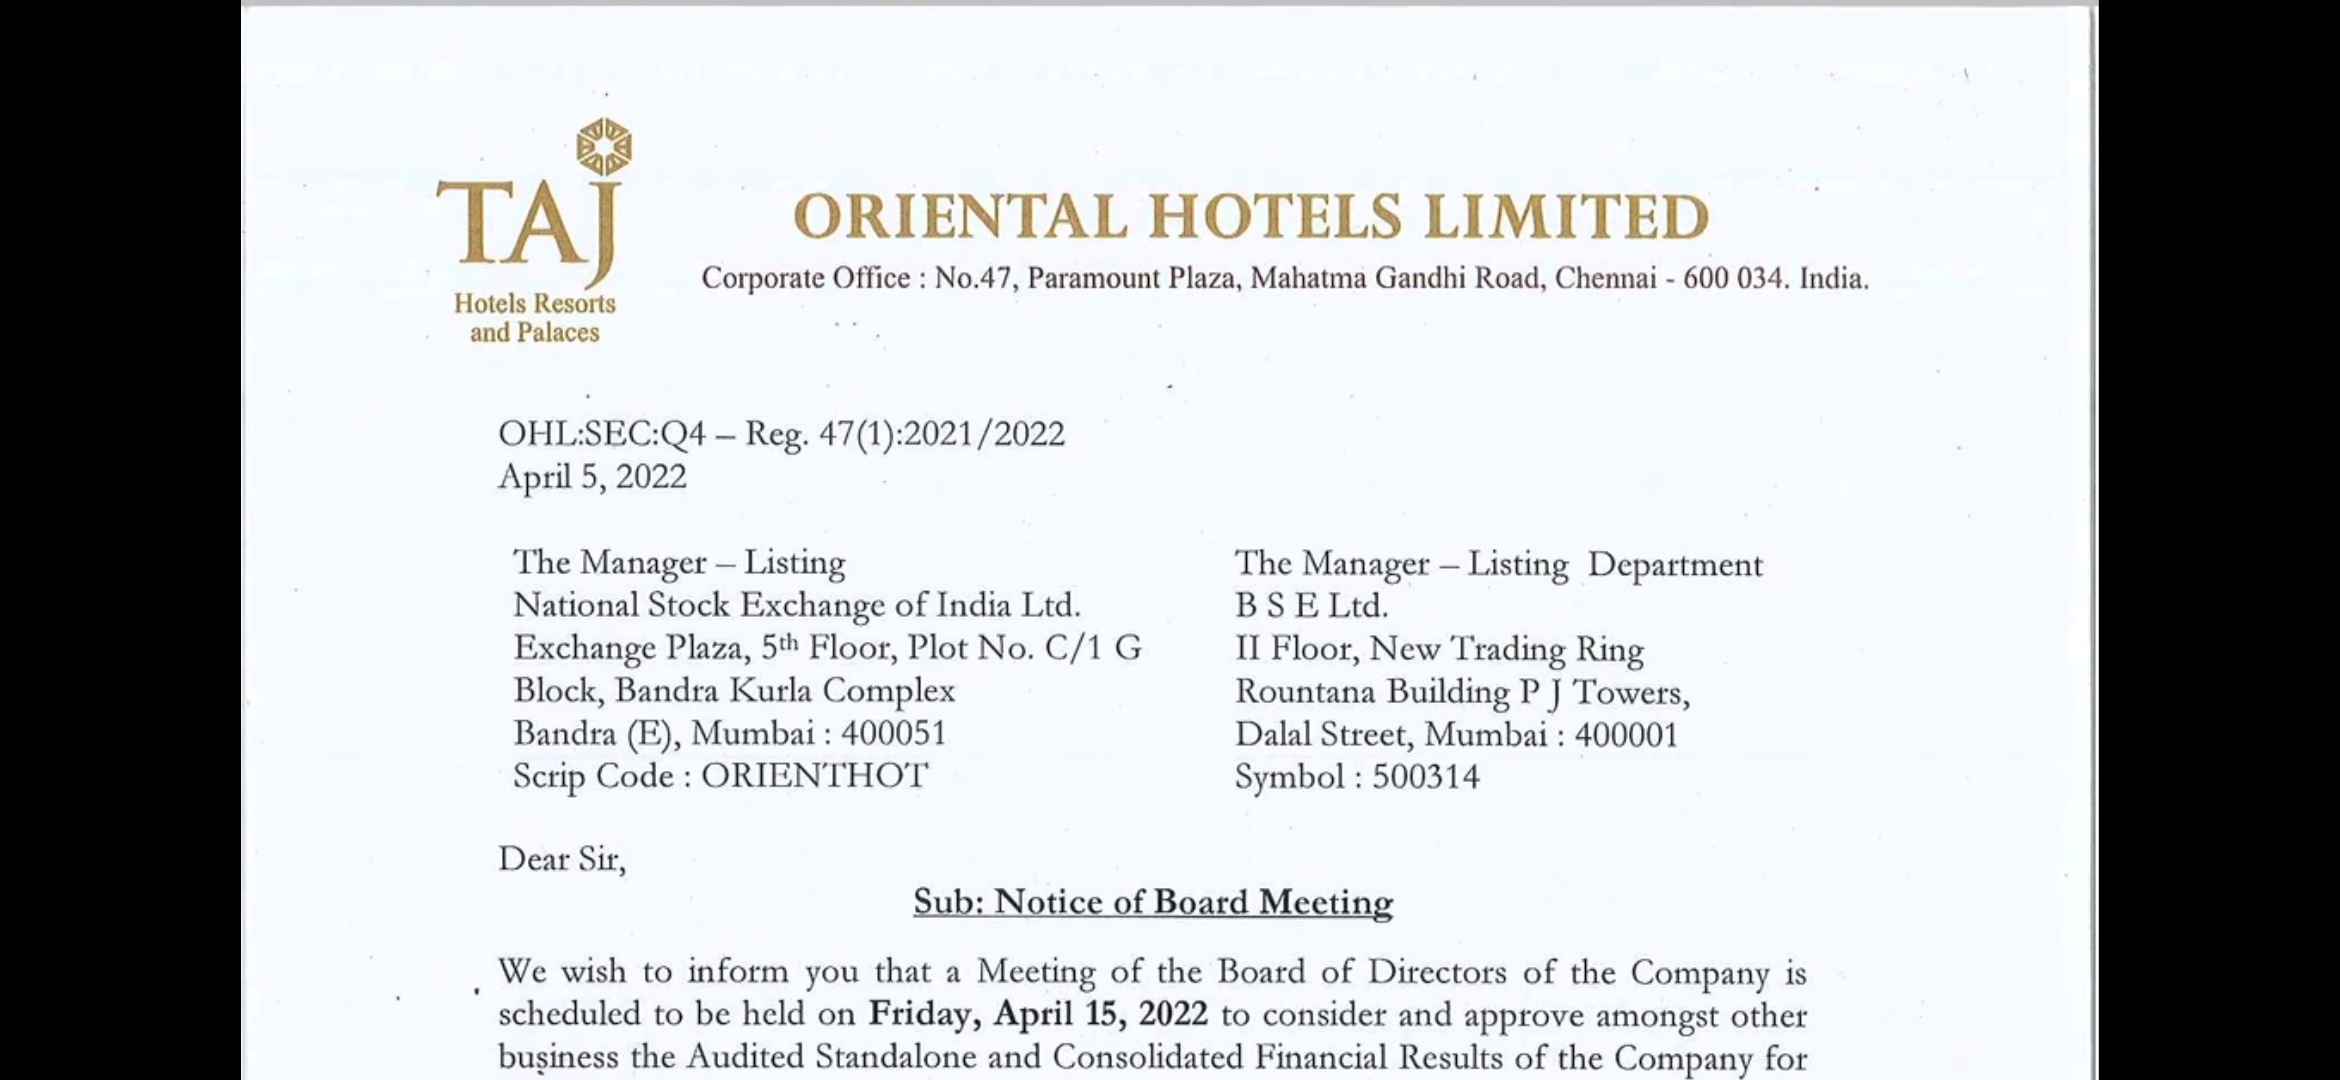 TAJ
Hotels Resorts
and Palaces
ORIENTAL HOTELS LIMITED
Corporate Office : No.47, Paramount Plaza, Mahatma Gandhi Road, Chennai - 600 034. India.
OHL:SEC:Q4 – Reg. 47(1):2021/2022
April 5, 2022
The Manager – Listing
National Stock Exchange of India Ltd.
Exchange Plaza, 5th Floor, Plot No. C/1 G
Block, Bandra Kurla Complex
Bandra (E), Mumbai : 400051
Scrip Code : ORIENTHOT
The Manager – Listing Department
B S E Ltd.
II Floor, New Trading Ring
Rountana Building P J Towers,
Dalal Street, Mumbai : 400001
Symbol : 500314
Dear Sir,
Sub: Notice of Board Meeting
We wish to inform you that a Meeting of the Board of Directors of the Company is
scheduled to be held on Friday, April 15, 2022 to consider and approve amongst other
business the Audited Standalone and Consolidated Financial Results of the Company for